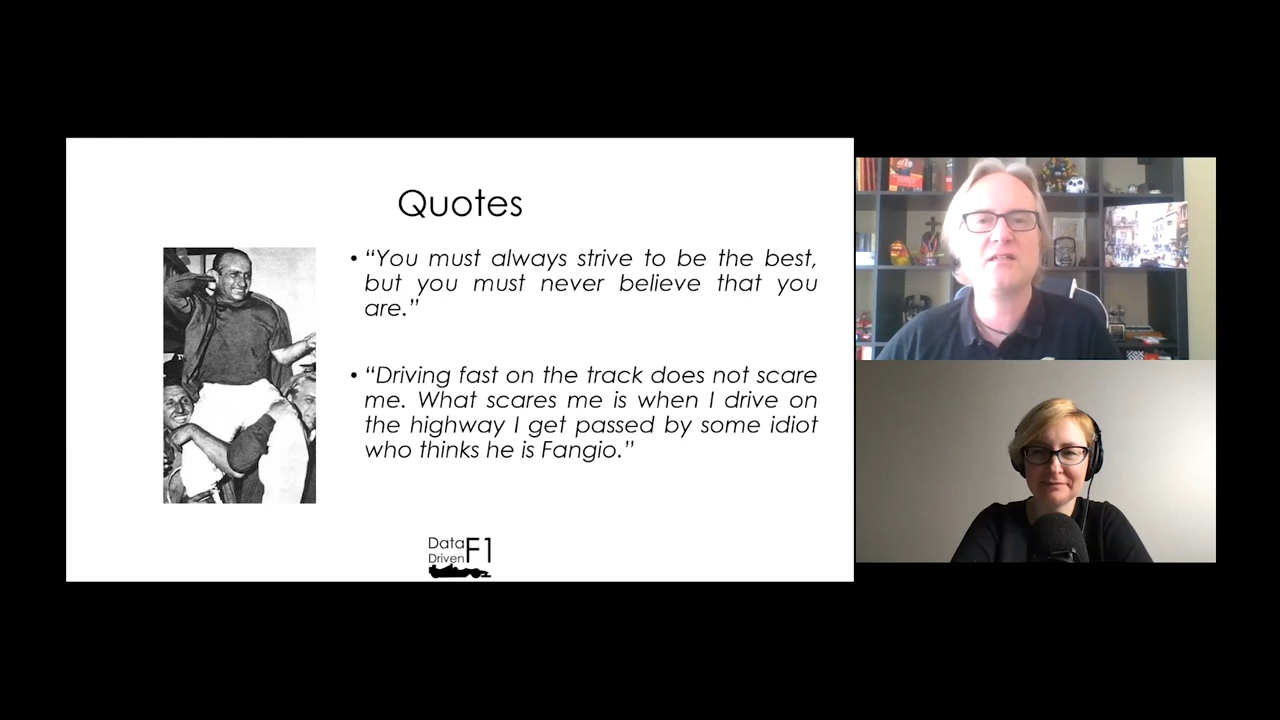 Quotes
• “You must always strive to be the best,
but you must never believe that you
are.”
• “Driving fast on the track does not scare
me. What scares me is when I drive on
the highway I get passed by some idiot
who thinks he is Fangio.”
Data
Driven
F1